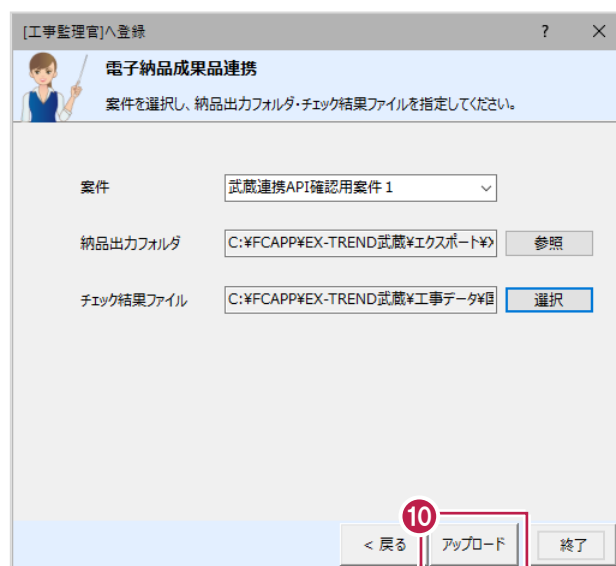 [工事監理官]へ登録 ? ×
電子納品成果品連携
案件を選択し、納品出力フォルダ・チェック結果ファイルを指定してください。
案件 武蔵連携API確認用案件1
納品出力フォルダ C:¥FCAPP¥EX-TREND武蔵¥エクスポート¥ 参照
チェック結果ファイル C:¥FCAPP¥EX-TREND武蔵¥工事データ¥ 選択
⑩
< 戻る アップロード 終了